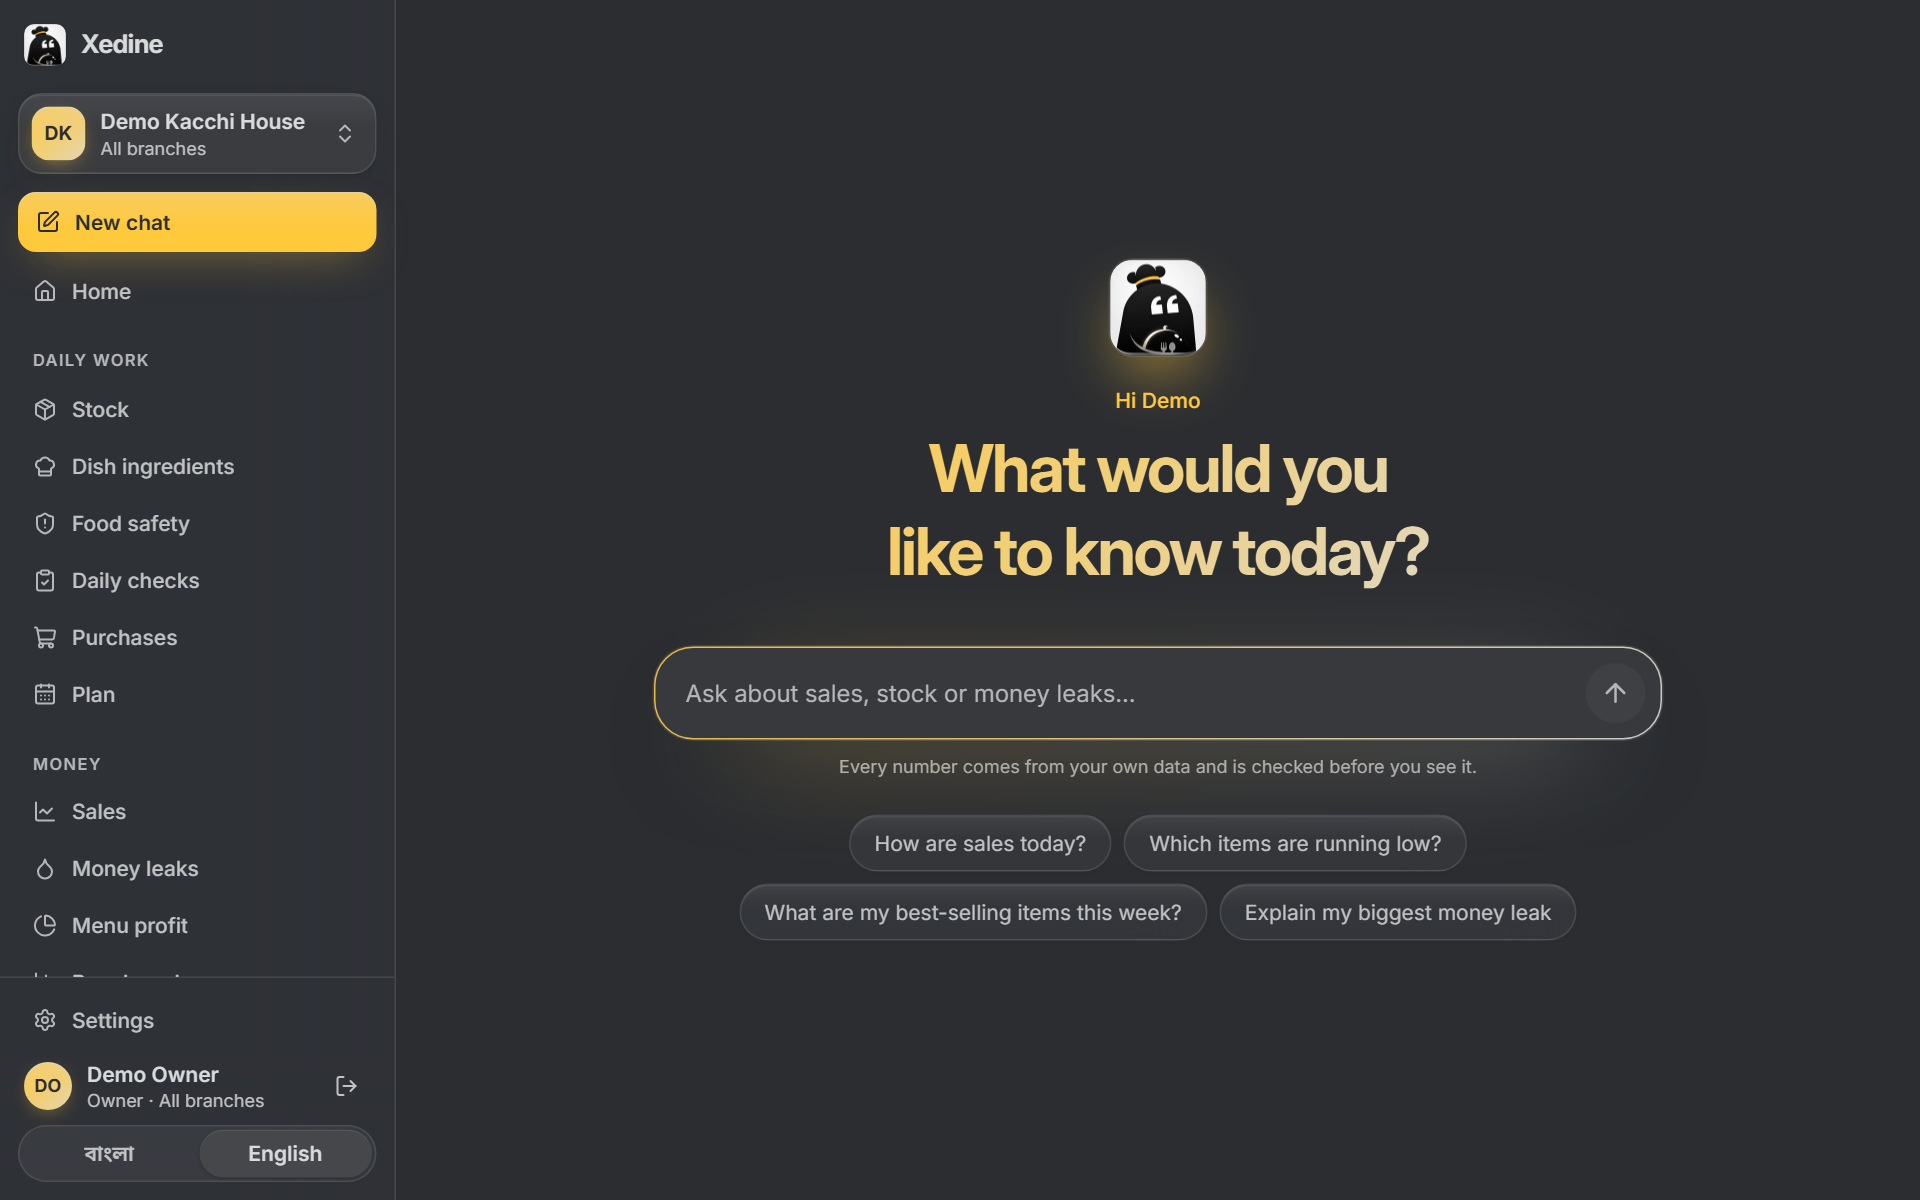 Xedine
DK
Demo Kacchi House
All branches
New chat
Home
DAILY WORK
Stock
Dish ingredients
Food safety
Daily checks
Purchases
Plan
MONEY
Sales
Money leaks
Menu profit
Settings
DO
Demo Owner
Owner · All branches
বাংলা
English
Hi Demo
What would you
like to know today?
Ask about sales, stock or money leaks...
Every number comes from your own data and is checked before you see it.
How are sales today?
Which items are running low?
What are my best-selling items this week?
Explain my biggest money leak